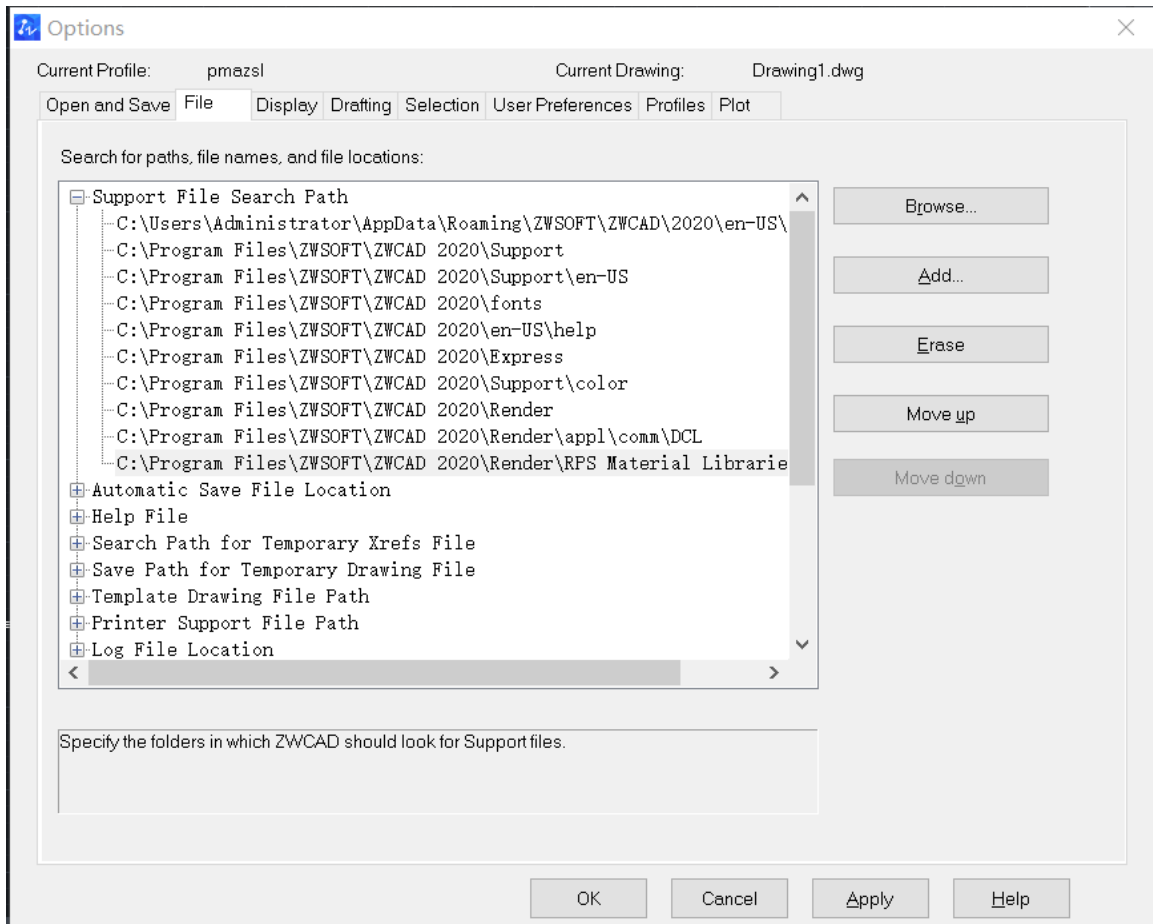 Options
Current Profile: pmazsl Current Drawing: Drawing1.dwg
Open and Save File Display Drafting Selection User Preferences Profiles Plot
Search for paths, file names, and file locations:
Support File Search Path
C:\Users\Administrator\AppData\Roaming\ZWSOFT\ZWCAD\2020\en-US\
C:\Program Files\ZWSOFT\ZWCAD 2020\Support
C:\Program Files\ZWSOFT\ZWCAD 2020\Support\en-US
C:\Program Files\ZWSOFT\ZWCAD 2020\fonts
C:\Program Files\ZWSOFT\ZWCAD 2020\en-US\help
C:\Program Files\ZWSOFT\ZWCAD 2020\Express
C:\Program Files\ZWSOFT\ZWCAD 2020\Support\color
C:\Program Files\ZWSOFT\ZWCAD 2020\Render
C:\Program Files\ZWSOFT\ZWCAD 2020\Render\appl\comm\DCL
C:\Program Files\ZWSOFT\ZWCAD 2020\Render\RPS Material Librarie
Automatic Save File Location
Help File
Search Path for Temporary Xrefs File
Save Path for Temporary Drawing File
Template Drawing File Path
Printer Support File Path
Log File Location
Browse...
Add...
Erase
Move up
Move down
Specify the folders in which ZWCAD should look for Support files.
OK Cancel Apply Help